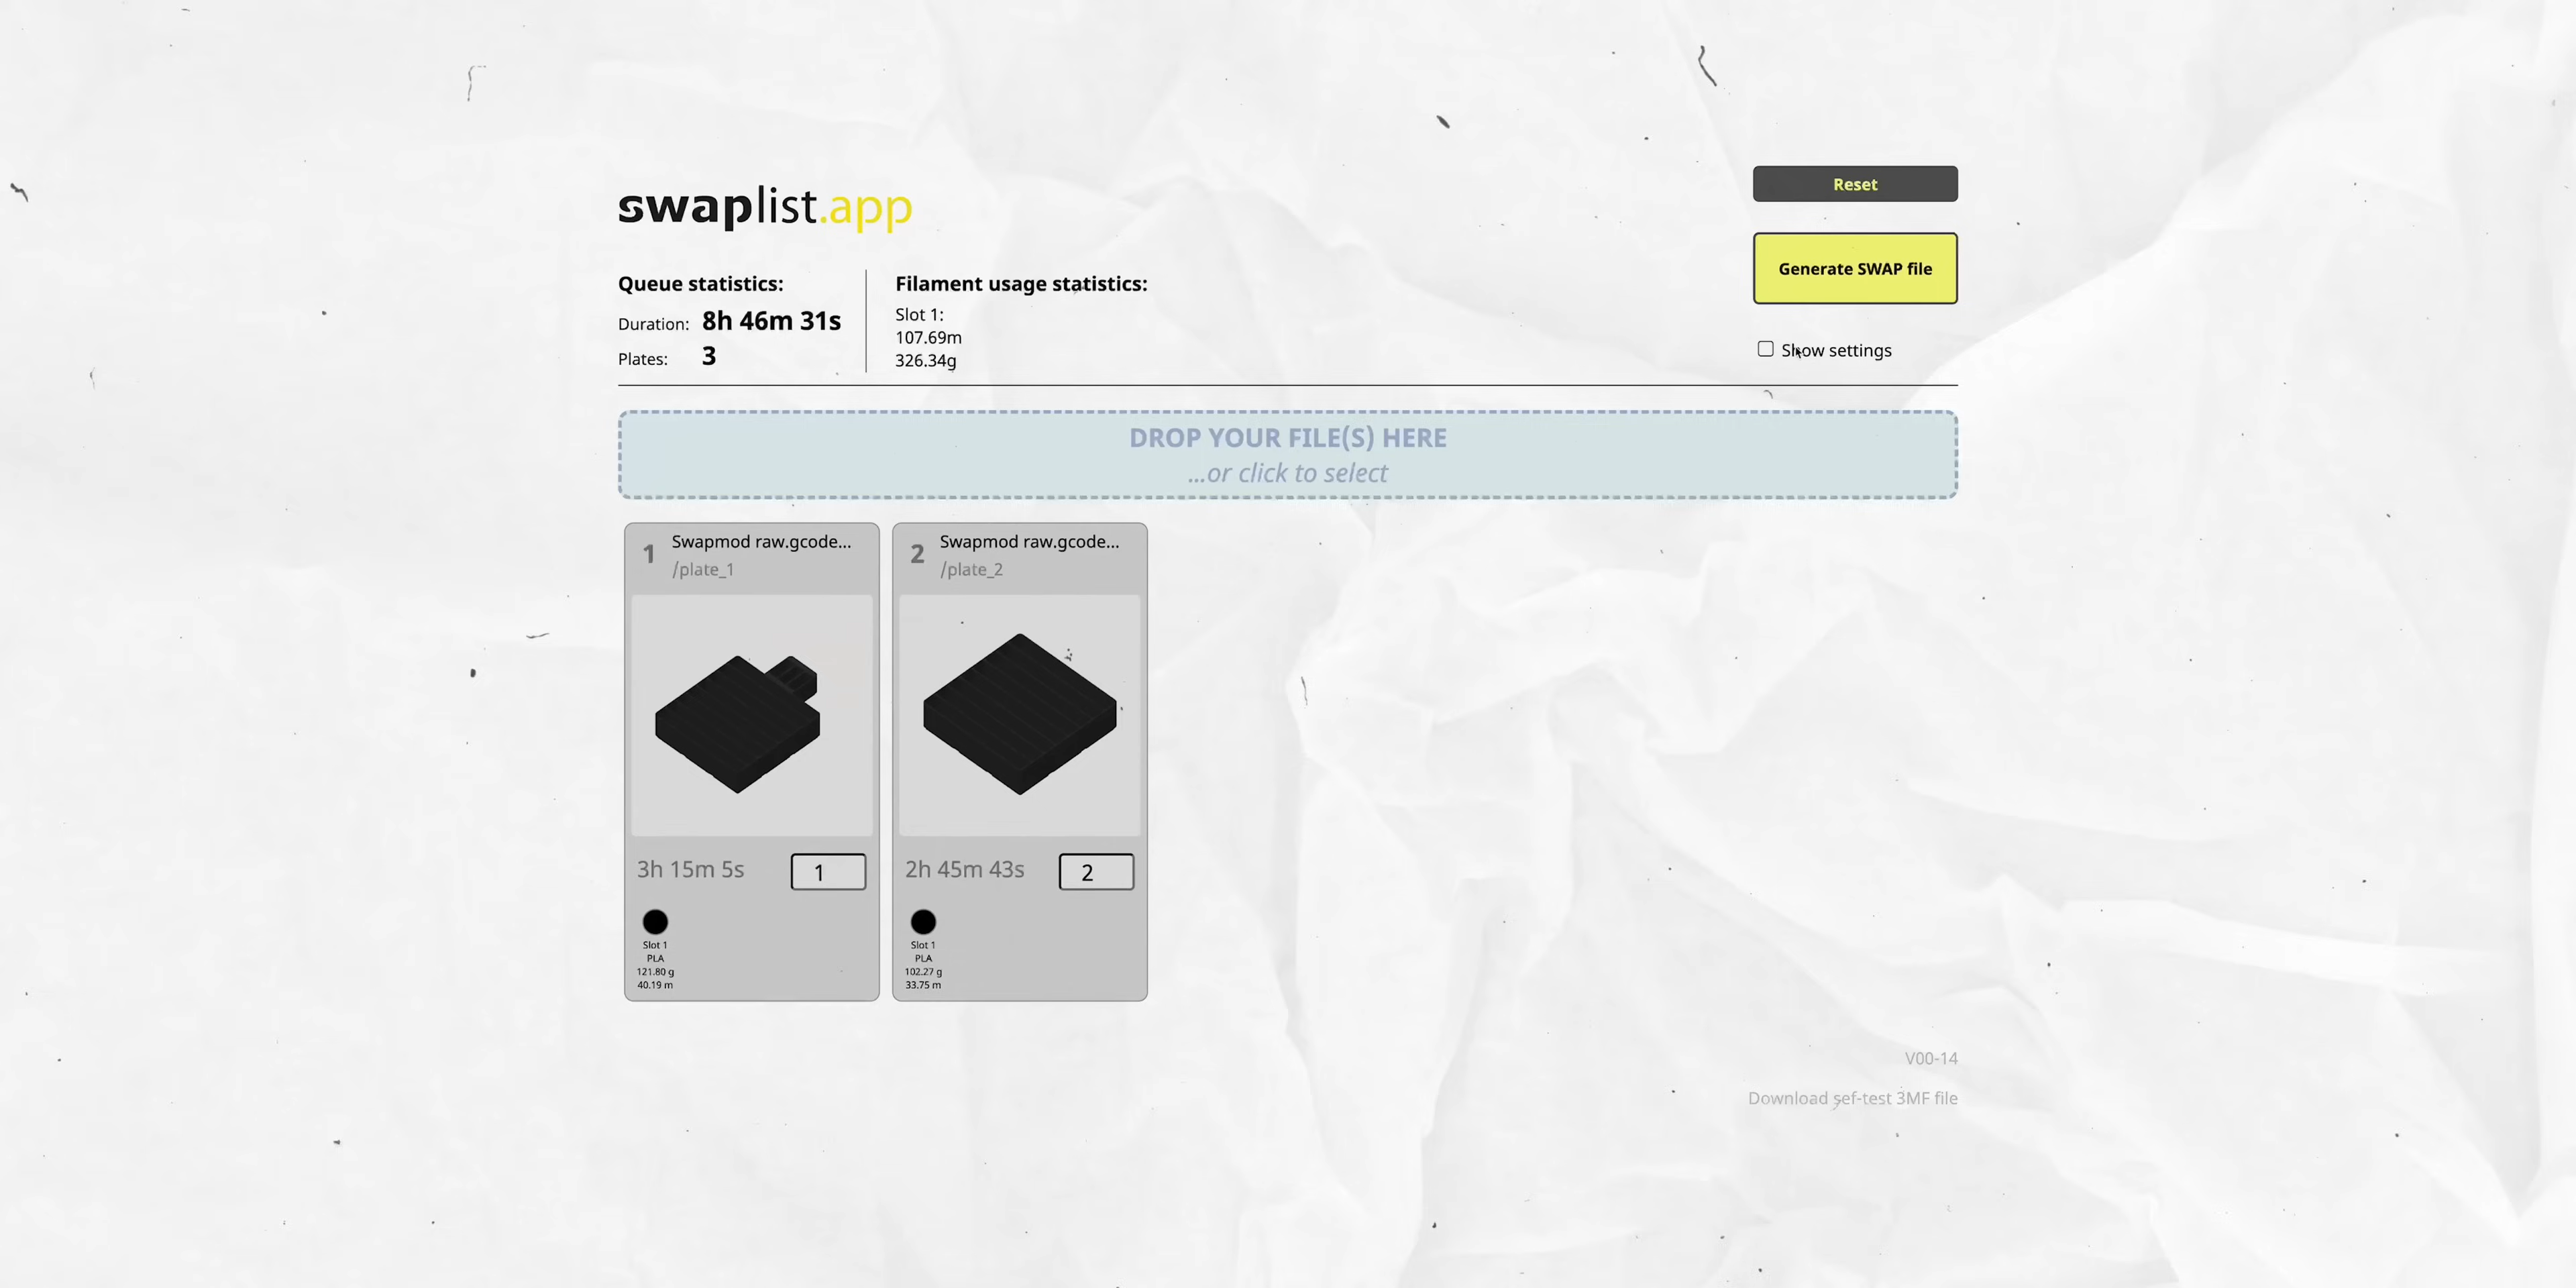 swaplist.app
Reset
Generate SWAP file
Show settings
Queue statistics:
Duration: 8h 46m 31s
Plates: 3
Filament usage statistics:
Slot 1:
107.69m
326.34g
DROP YOUR FILE(S) HERE
...or click to select
1 Swapmod raw.gcode...
/plate_1
3h 15m 5s 1
Slot 1
PLA
121.80 g
40.19 m
2 Swapmod raw.gcode...
/plate_2
2h 45m 43s 2
Slot 1
PLA
102.27 g
33.75 m
V00-14
Download sef-test 3MF file